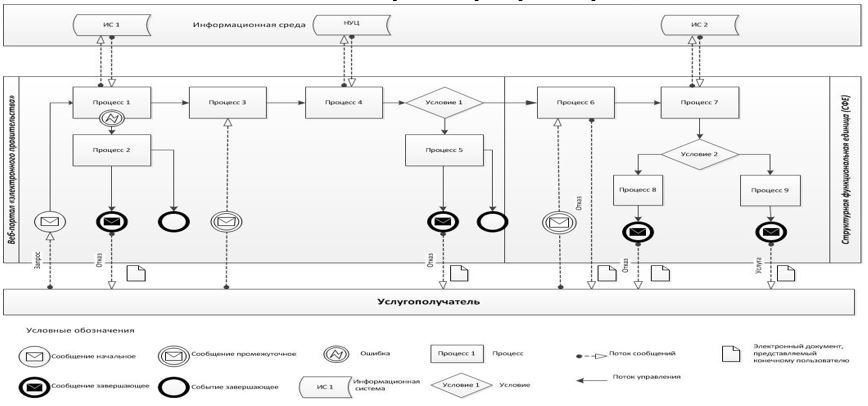 ИС 1
Информационная среда
НУЦ
ИС 2
Веб-портал «электронного правительства»
Процесс 1
Процесс 3
Процесс 4
Условие 1
Процесс 6
Процесс 7
Процесс 2
Процесс 5
Условие 2
Процесс 8
Процесс 9
Структурная функциональная единица (СФЕ)
Запрос
Отказ
Отказ
Отказ
Отказ
Услуга
Услугополучатель
Условные обозначения
Сообщение начальное
Сообщение промежуточное
Ошибка
Процесс 1
Процесс
Поток сообщений
Электронный документ,
представляемый
конечному пользователю
Сообщение завершающее
Событие завершающее
ИС 1
Информационная
система
Условие 1
Условие
Поток управления